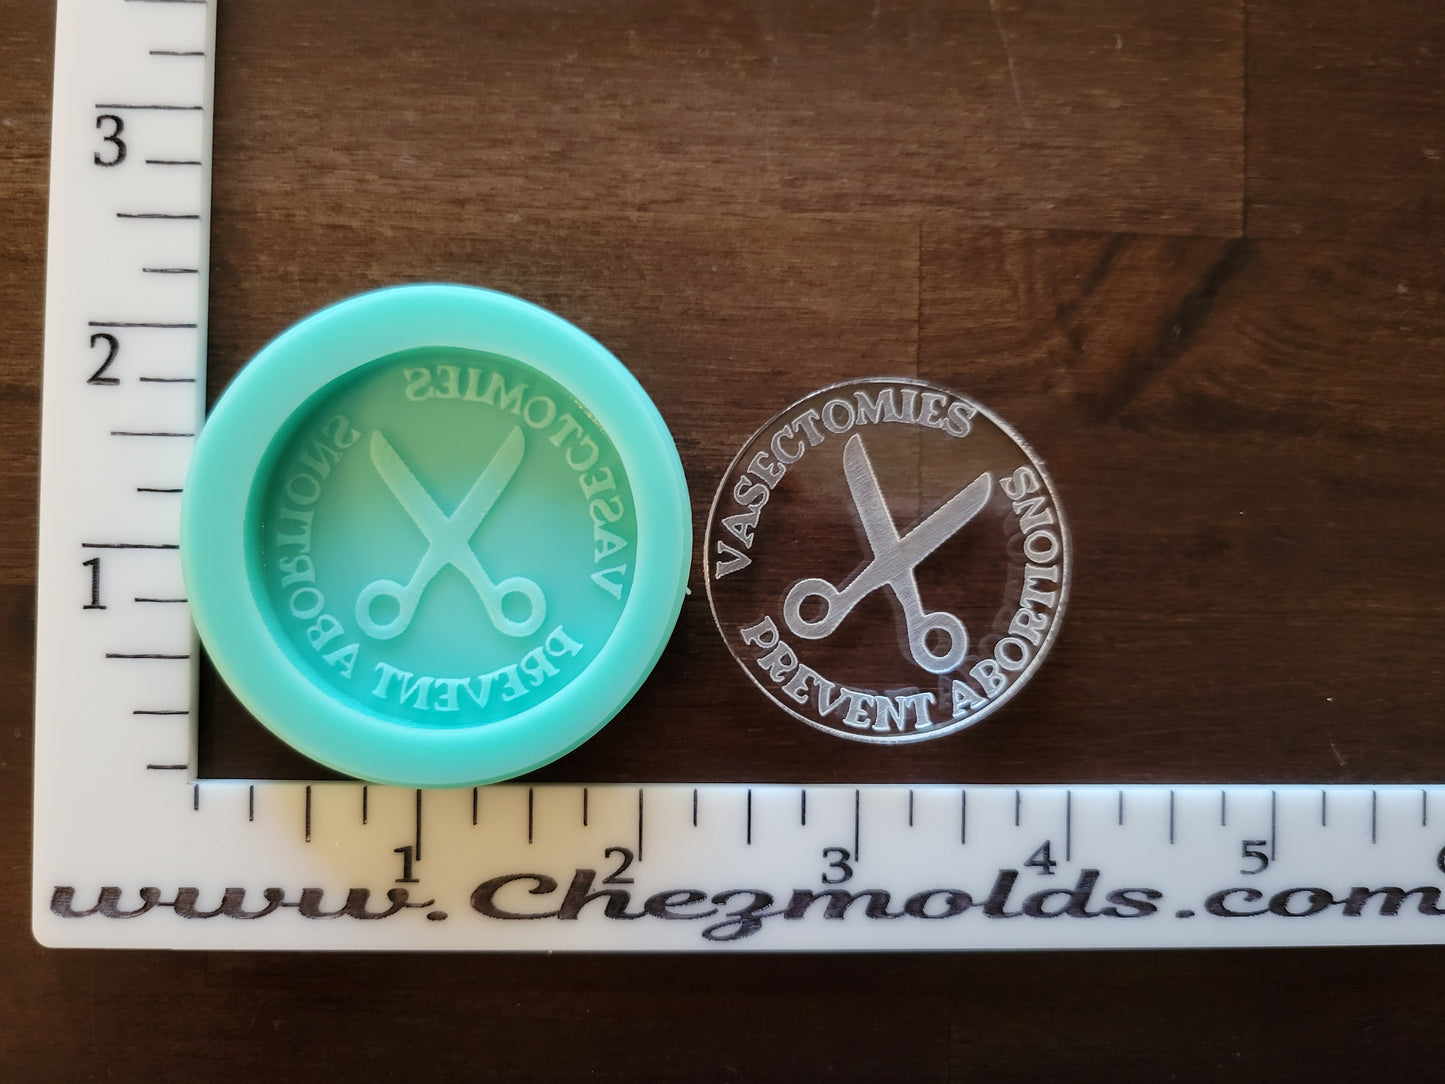 3
2
1
VASECTOMIES
PREVENT ABORTIONS
VASECTOMIES
PREVENT ABORTIONS
1 2 3 4 5
www.Chezmolds.com